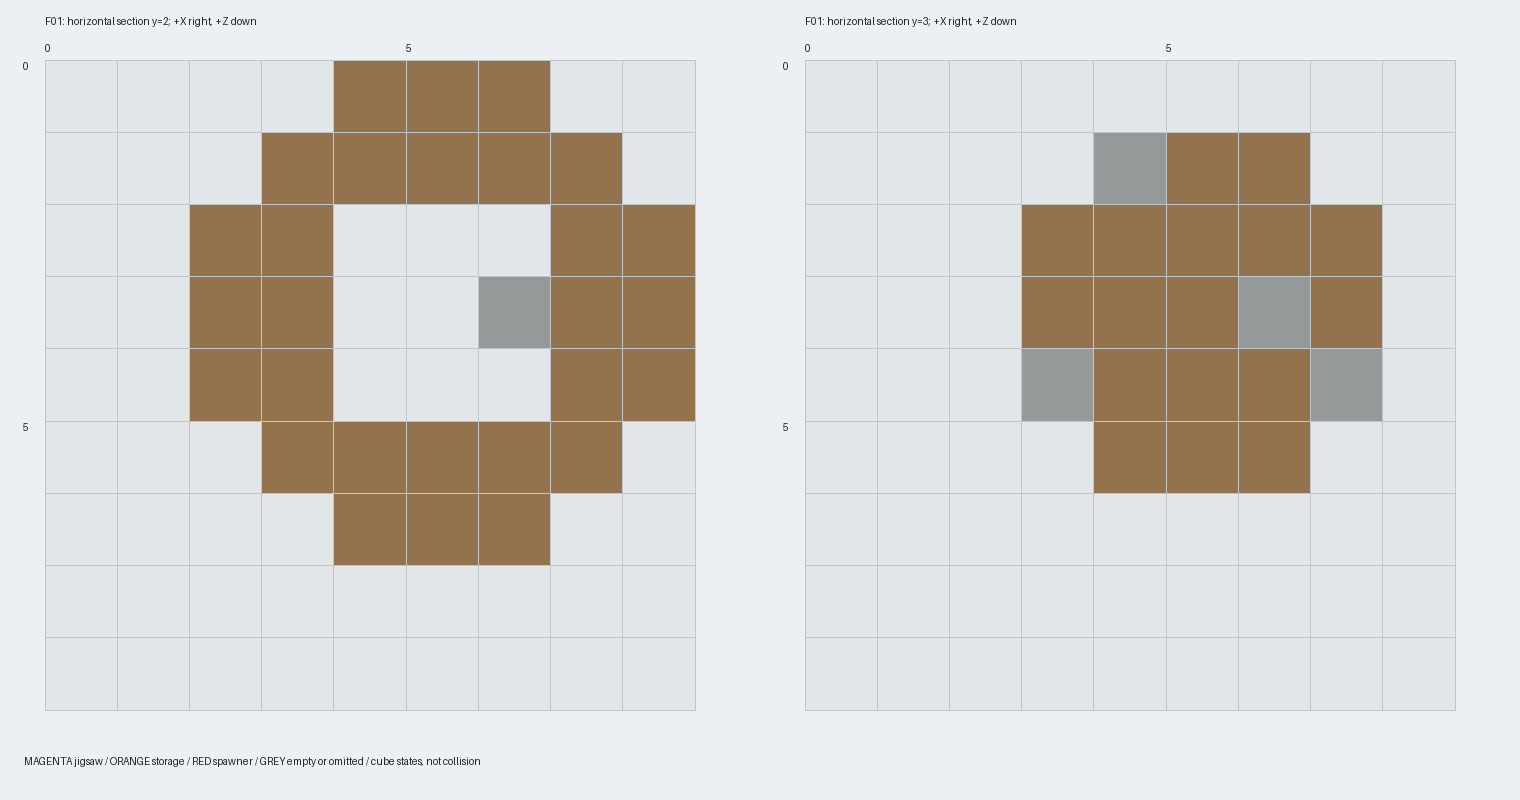 F01: horizontal section y=2; +X right, +Z down
F01: horizontal section y=3; +X right, +Z down
0 5
0 5
0
0
5
5
MAGENTA jigsaw / ORANGE storage / RED spawner / GREY empty or omitted / cube states, not collision